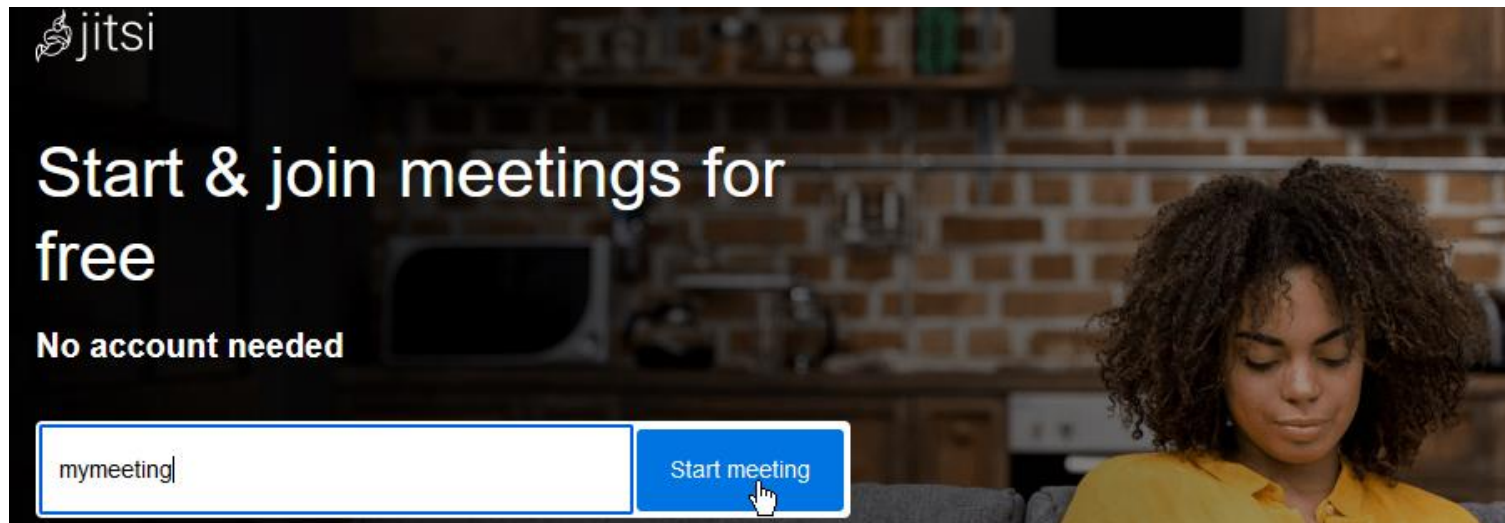 jitsi
Start & join meetings for
free
No account needed
mymeeting
Start meeting